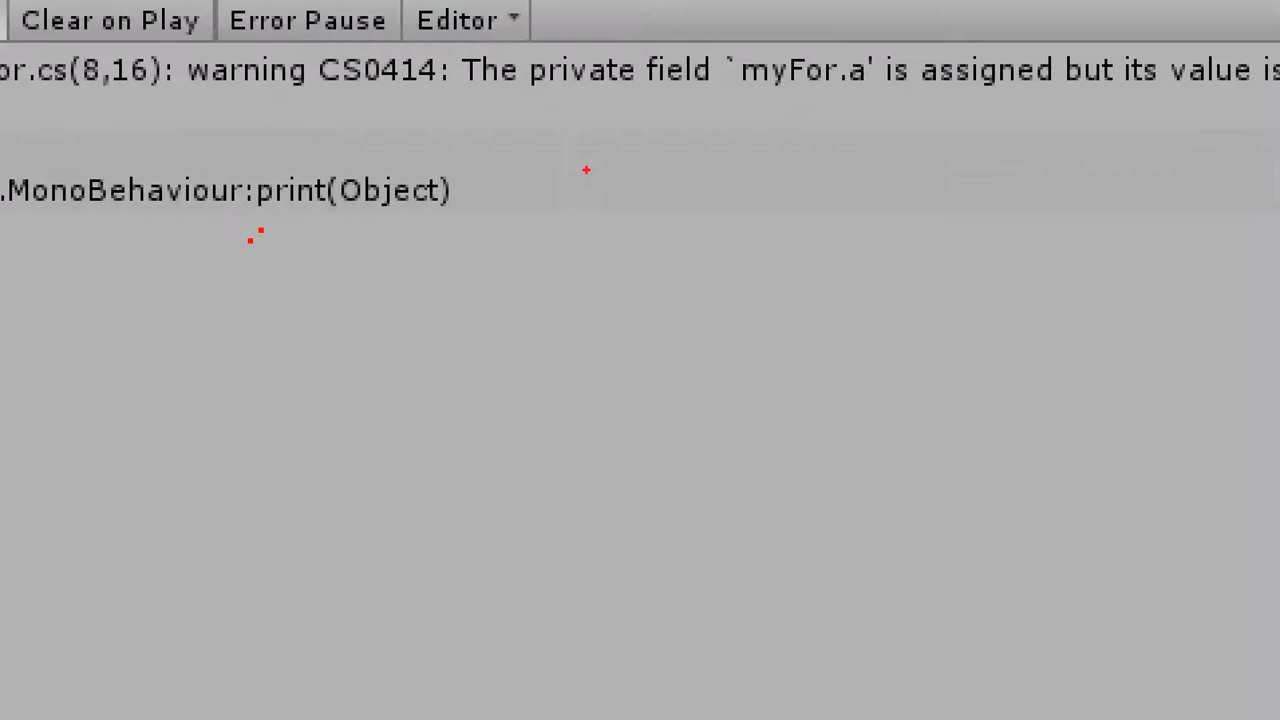 Clear on Play Error Pause Editor
or.cs(8,16): warning CS0414: The private field `myFor.a' is assigned but its value is
.MonoBehaviour:print(Object)